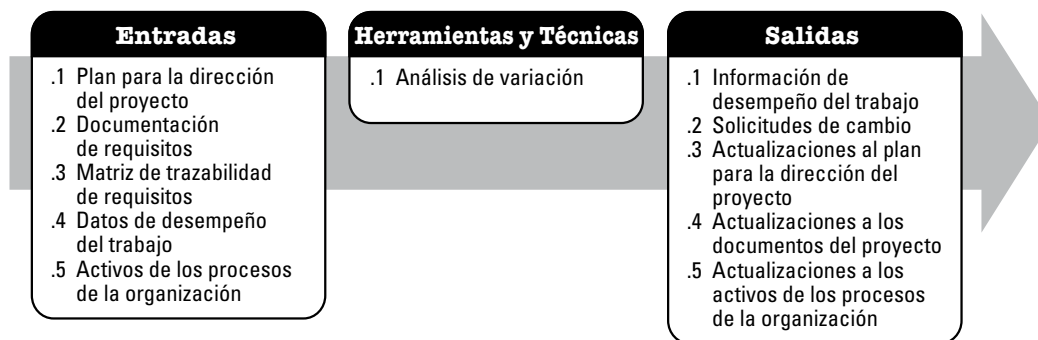 Entradas
.1 Plan para la dirección
del proyecto
.2 Documentación
de requisitos
.3 Matriz de trazabilidad
de requisitos
.4 Datos de desempeño
del trabajo
.5 Activos de los procesos
de la organización
Herramientas y Técnicas
.1 Análisis de variación
Salidas
.1 Información de
desempeño del trabajo
.2 Solicitudes de cambio
.3 Actualizaciones al plan
para la dirección del
proyecto
.4 Actualizaciones a los
documentos del proyecto
.5 Actualizaciones a los
activos de los procesos
de la organización